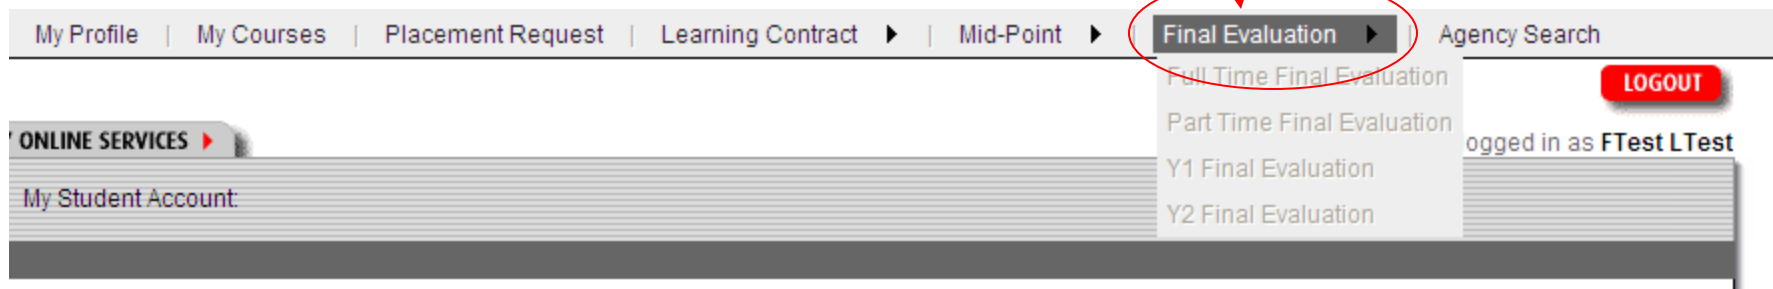 My Profile | My Courses | Placement Request | Learning Contract | Mid-Point | Final Evaluation | Agency Search
Full Time Final Evaluation
LOGOUT
Part Time Final Evaluation
ONLINE SERVICES
ogged in as FTest LTest
Y1 Final Evaluation
My Student Account:
Y2 Final Evaluation